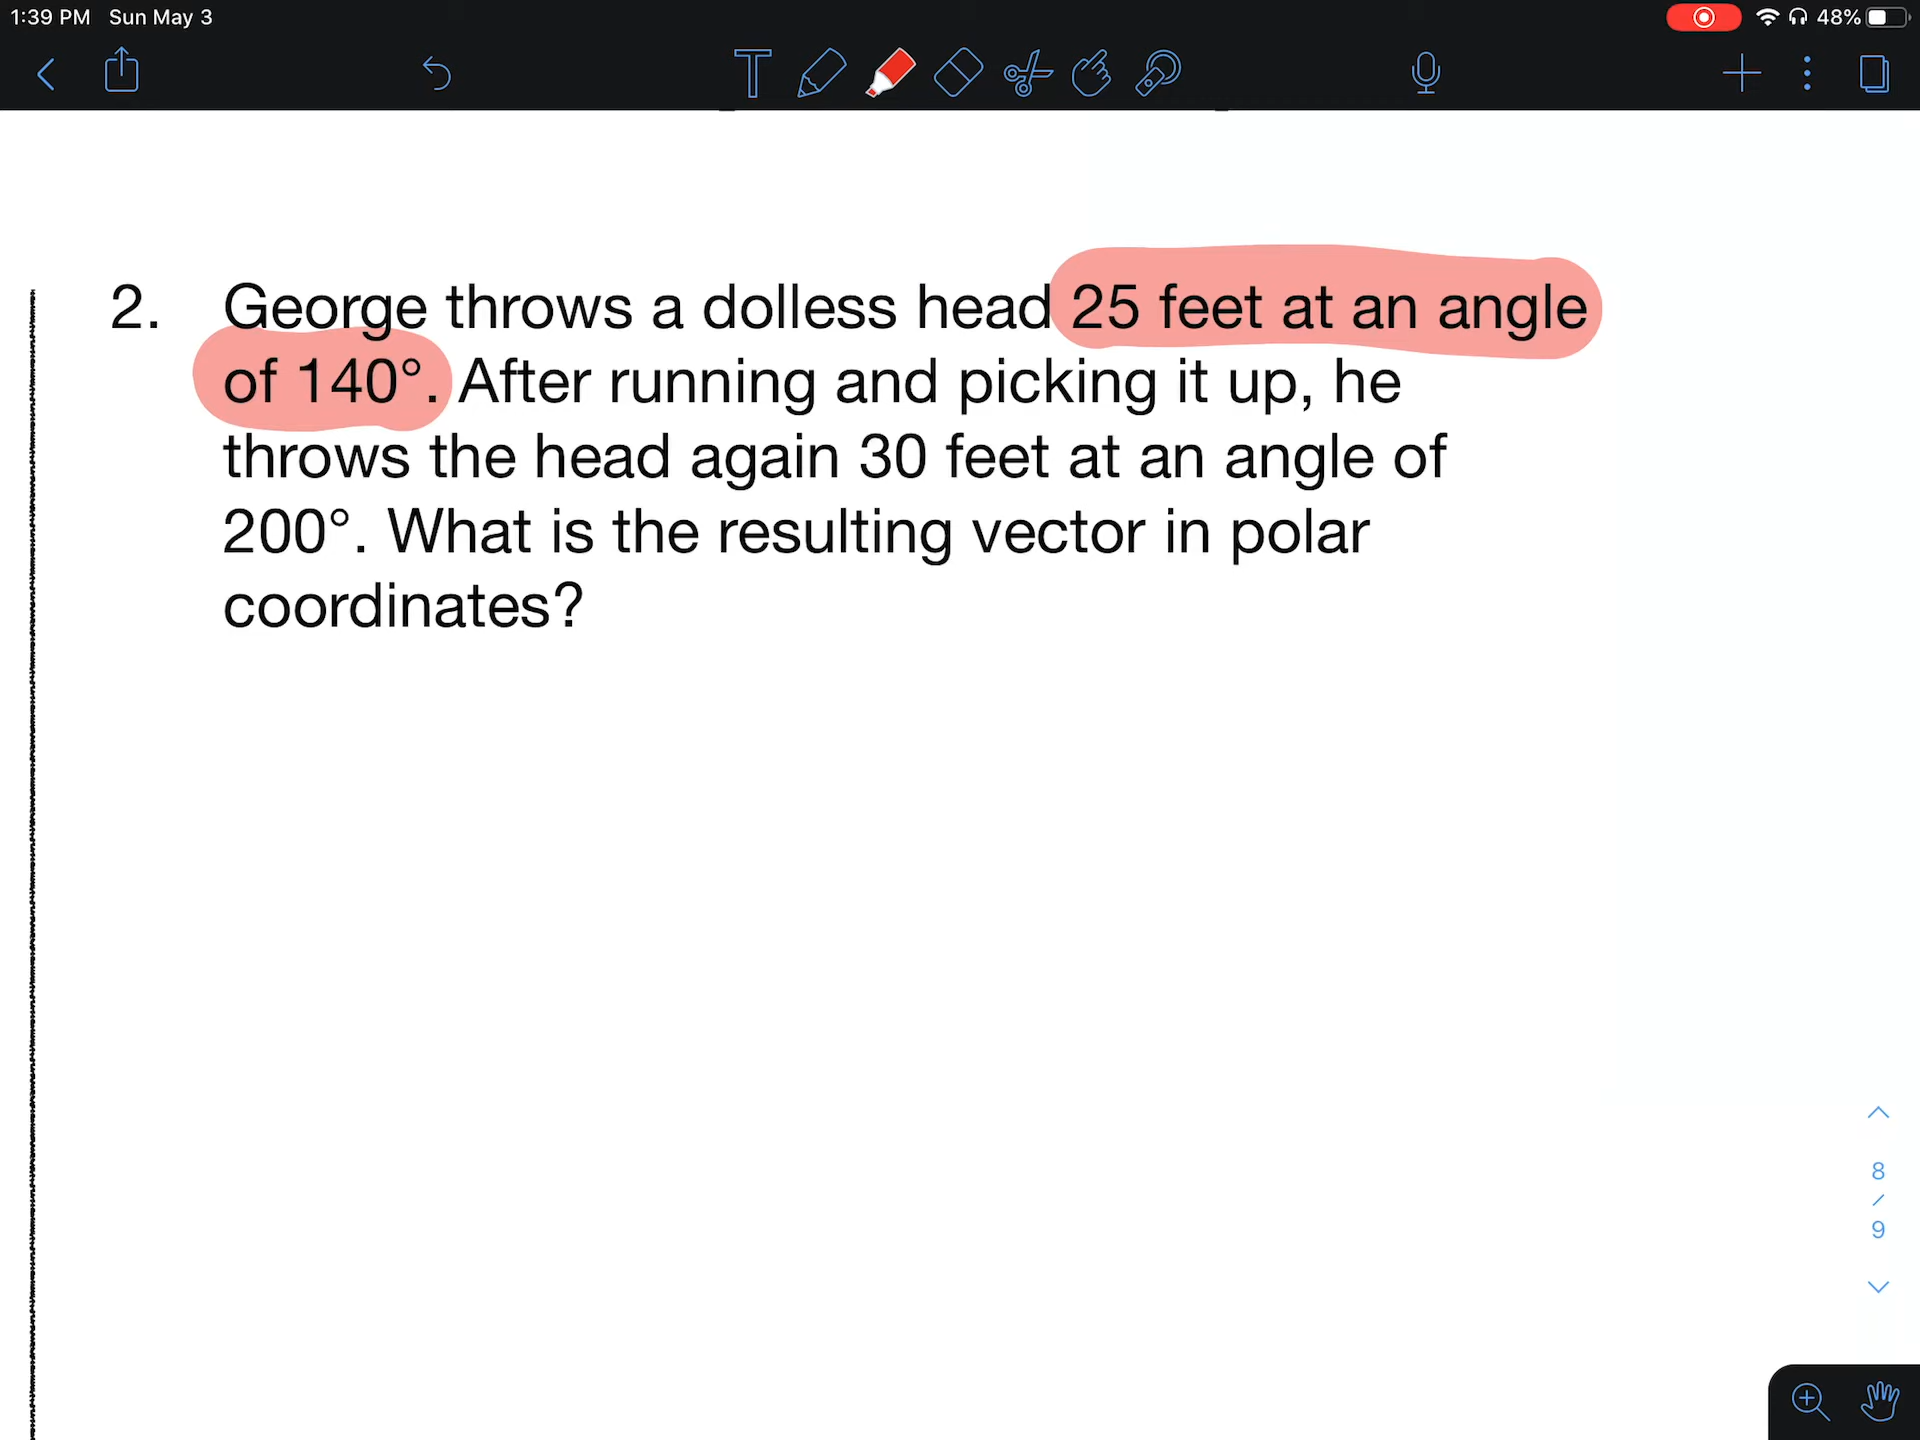 1:39 PM Sun May 3
48%
T
2. George throws a dolless head 25 feet at an angle
of 140°. After running and picking it up, he
throws the head again 30 feet at an angle of
200°. What is the resulting vector in polar
coordinates?
8
/
9